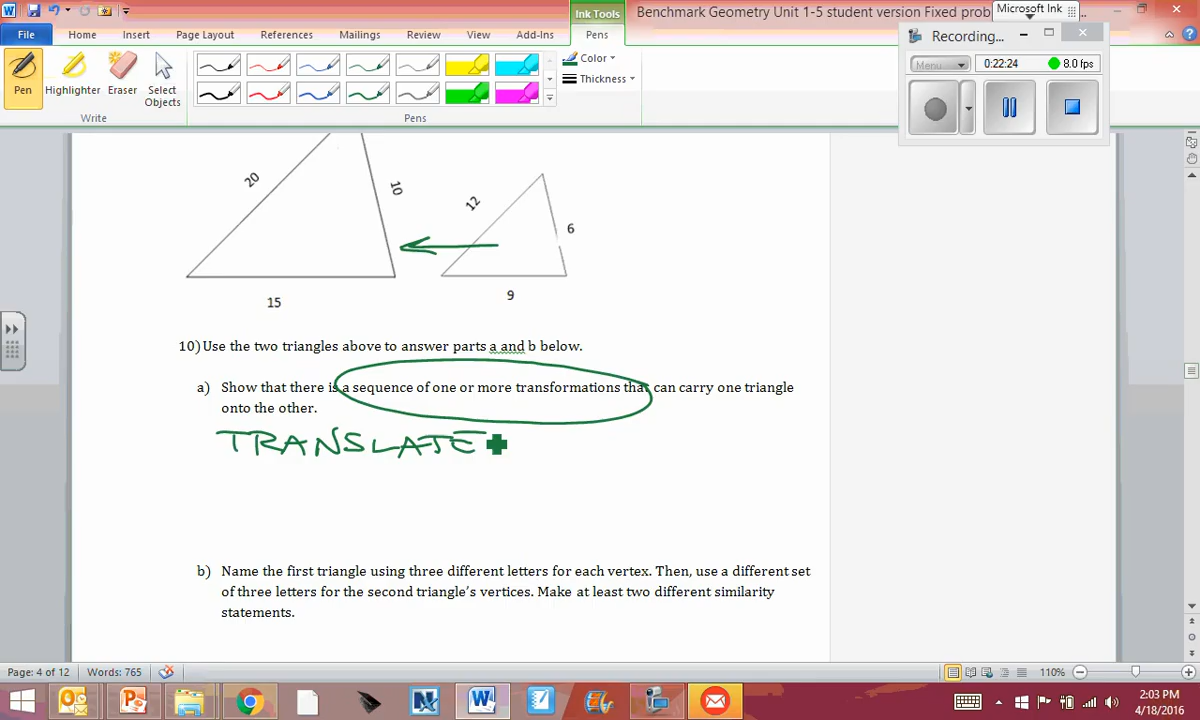 Ink Tools
Benchmark Geometry Unit 1-5 student version Fixed prob
Microsoft Ink
File
Home
Insert
Page Layout
References
Mailings
Review
View
Add-Ins
Pens
Recording...
Menu
0:22:24
8.0 fps
Pen
Highlighter
Eraser
Select
Objects
Color
Thickness
Write
Pens
20
10
12
6
15
9
10) Use the two triangles above to answer parts a and b below.
a) Show that there is a sequence of one or more transformations that can carry one triangle
onto the other.
TRANSLATE
b) Name the first triangle using three different letters for each vertex. Then, use a different set
of three letters for the second triangle's vertices. Make at least two different similarity
statements.
Page: 4 of 12
Words: 765
110%
2:03 PM
4/18/2016